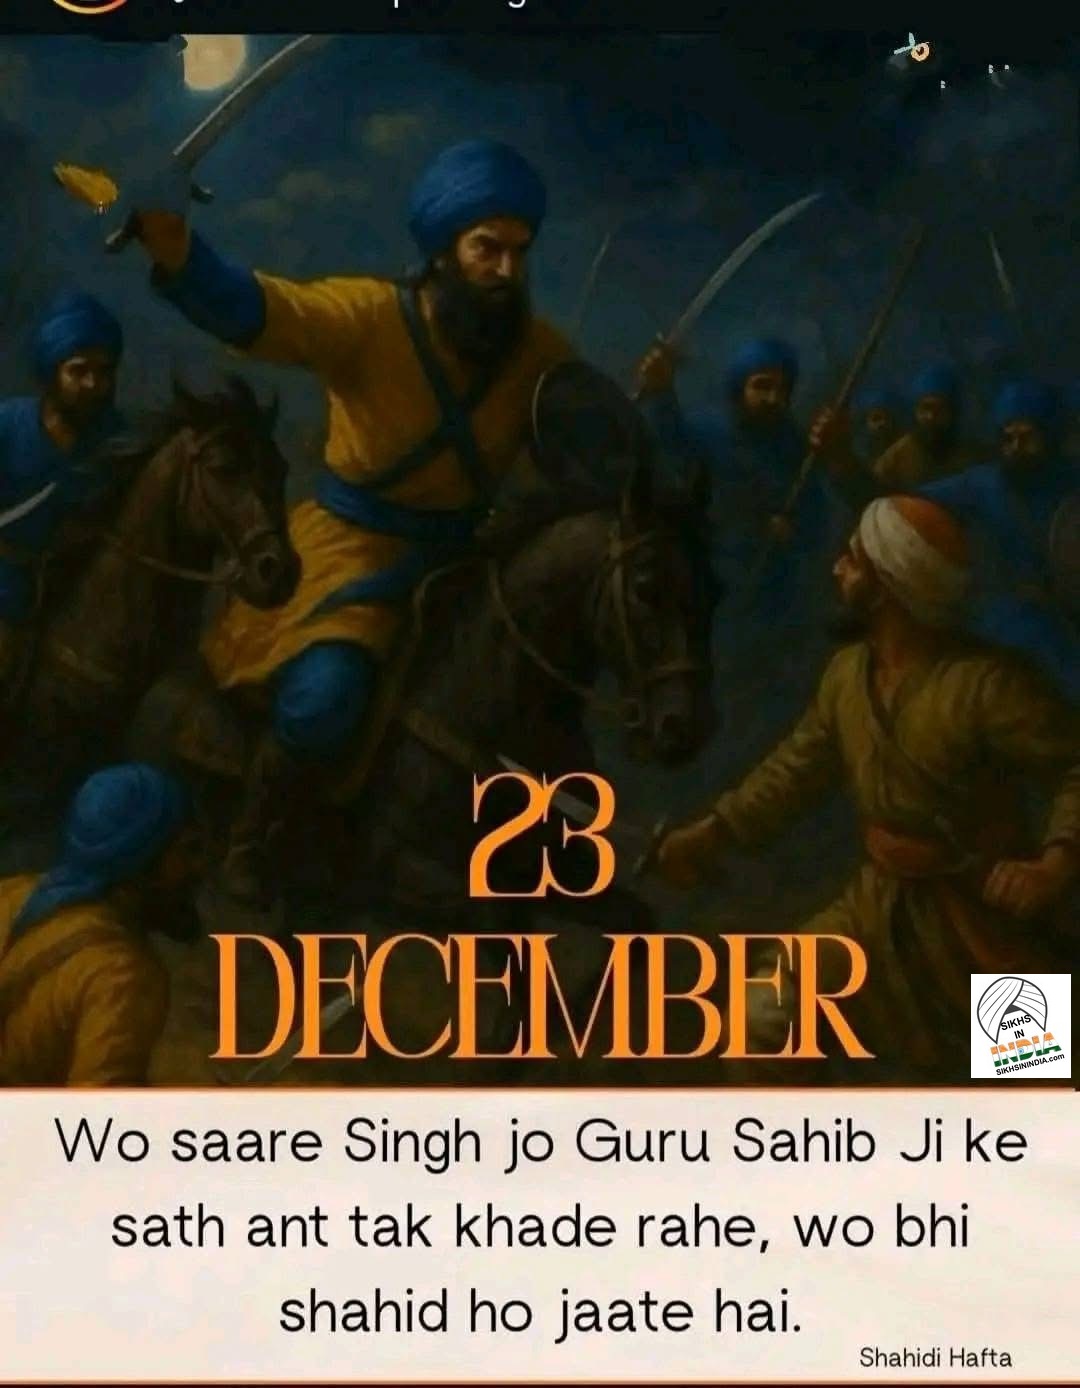 23
DECEMBER
SIKHS
IN
INDIA
SIKHSININDIA.com
Wo saare Singh jo Guru Sahib Ji ke
sath ant tak khade rahe, wo bhi
shahid ho jaate hai.
Shahidi Hafta